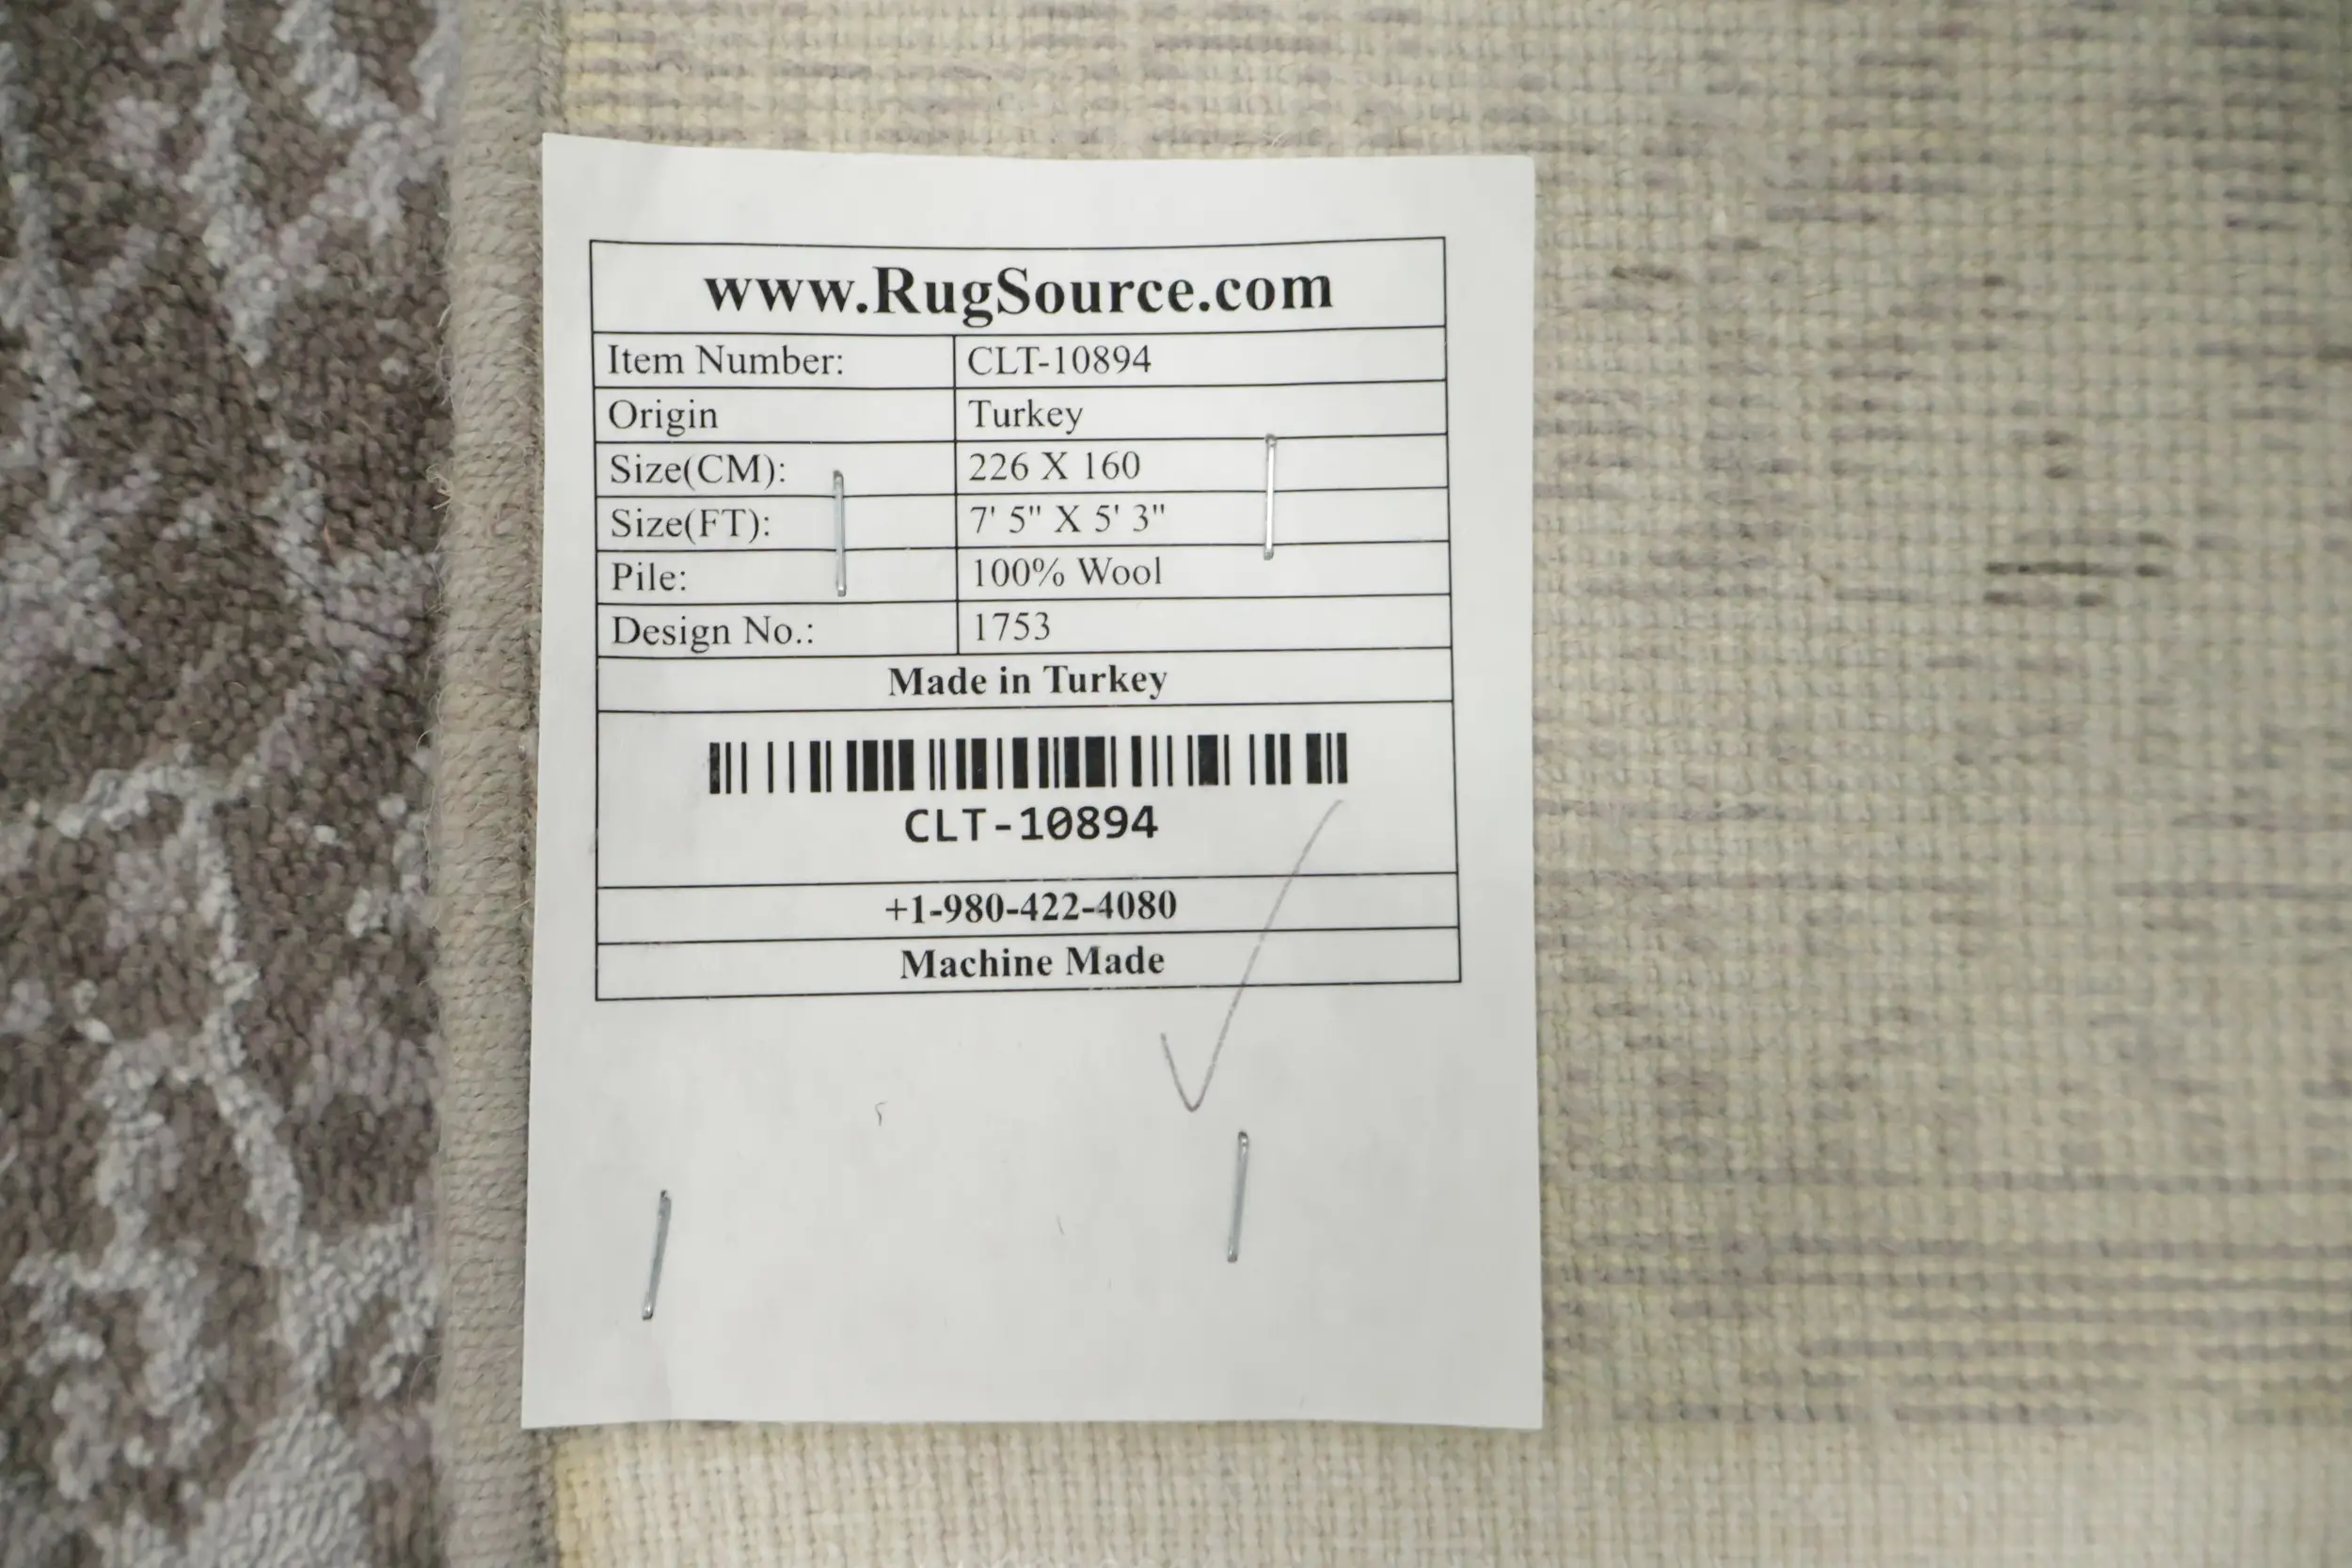 www.RugSource.com
Item Number: CLT-10894
Origin Turkey
Size(CM): 226 X 160
Size(FT): 7' 5" X 5' 3"
Pile: 100% Wool
Design No.: 1753
Made in Turkey
CLT-10894
+1-980-422-4080
Machine Made